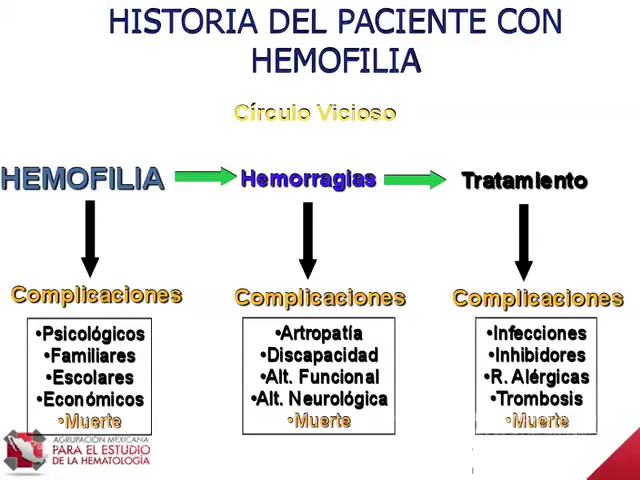 HISTORIA DEL PACIENTE CON
HEMOFILIA
Círculo Vicioso
HEMOFILIA
Hemorragias
Tratamiento
Complicaciones
•Psicológicos
•Familiares
•Escolares
•Económicos
•Muerte
Complicaciones
•Artropatía
•Discapacidad
•Alt. Funcional
•Alt. Neurológica
•Muerte
Complicaciones
•Infecciones
•Inhibidores
•R. Alérgicas
•Trombosis
•Muerte
AGRUPACIÓN MEXICANA
PARA EL ESTUDIO
DE LA HEMATOLOGÍA